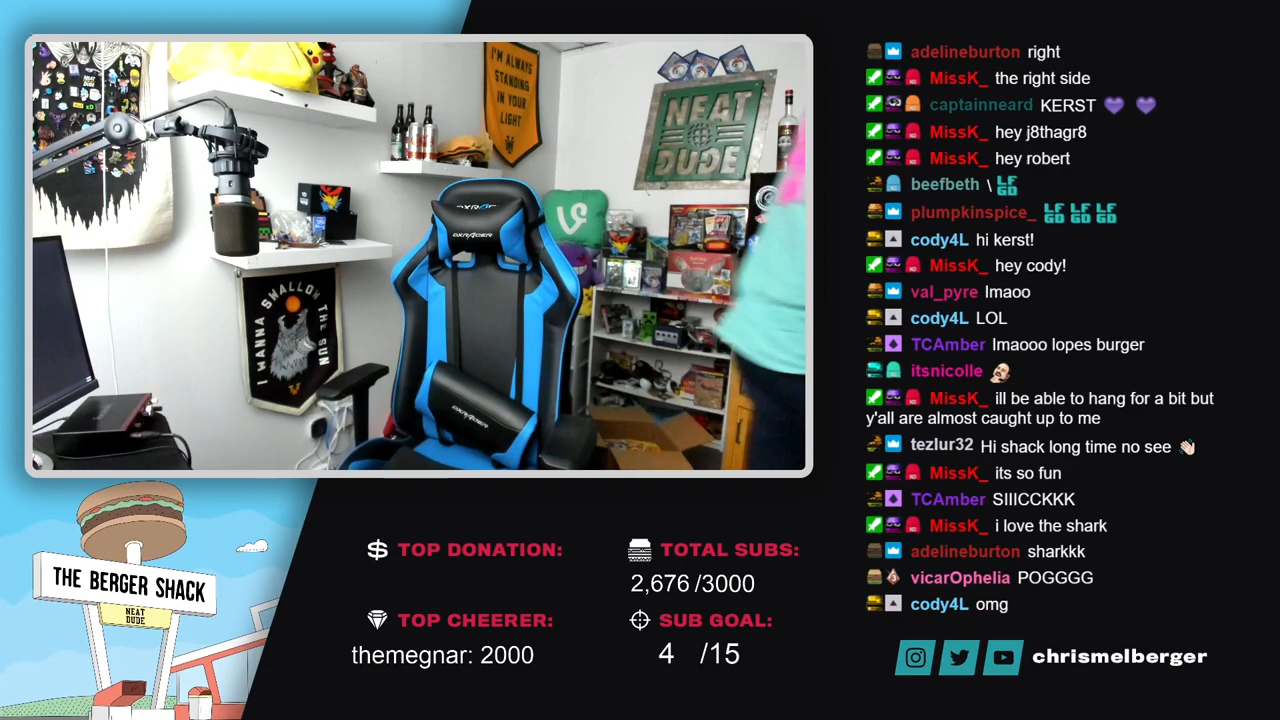 I'M ALWAYS
STANDING
IN YOUR
LIGHT
NEAT
DUDE
DXRACER
DXRACER
I WANNA SWALLOW THE SUN
THE BERGER SHACK
NEAT
DUDE
TOP DONATION:
TOTAL SUBS:
2,676 /3000
TOP CHEERER:
themegnar: 2000
SUB GOAL:
4 /15
adelineburton right
MissK_ the right side
captainneard KERST
MissK_ hey j8thagr8
MissK_ hey robert
beefbeth \ LFGD
plumpkinspice_ LFGD LFGD LFGD
cody4L hi kerst!
MissK_ hey cody!
val_pyre lmaoo
cody4L LOL
TCAmber lmaooo lopes burger
itsnicolle
MissK_ ill be able to hang for a bit but
y'all are almost caught up to me
tezlur32 Hi shack long time no see
MissK_ its so fun
TCAmber SIIICCKKK
MissK_ i love the shark
adelineburton sharkkk
vicarOphelia POGGGG
cody4L omg
chrismelberger